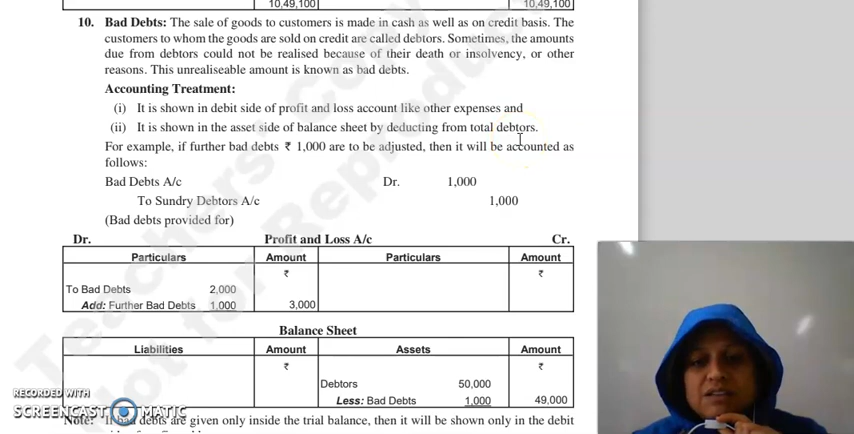 10,49,100 10,49,100
10. Bad Debts: The sale of goods to customers is made in cash as well as on credit basis. The
customers to whom the goods are sold on credit are called debtors. Sometimes, the amounts
due from debtors could not be realised because of their death or insolvency, or other
reasons. This unrealiseable amount is known as bad debts.
Accounting Treatment:
(i) It is shown in debit side of profit and loss account like other expenses and
(ii) It is shown in the asset side of balance sheet by deducting from total debtors.
For example, if further bad debts ₹ 1,000 are to be adjusted, then it will be accounted as
follows:
Bad Debts A/c Dr. 1,000
To Sundry Debtors A/c 1,000
(Bad debts provided for)
Dr. Profit and Loss A/c Cr.
Particulars Amount Particulars Amount
₹ ₹
To Bad Debts 2,000
Add: Further Bad Debts 1,000 3,000
Balance Sheet
Liabilities Amount Assets Amount
₹ ₹
Debtors 50,000
Less: Bad Debts 1,000 49,000
Note: If bad debts are given only inside the trial balance, then it will be shown only in the debit
RECORDED WITH
SCREENCAST MATIC
Teachers'
Not for Reproduc